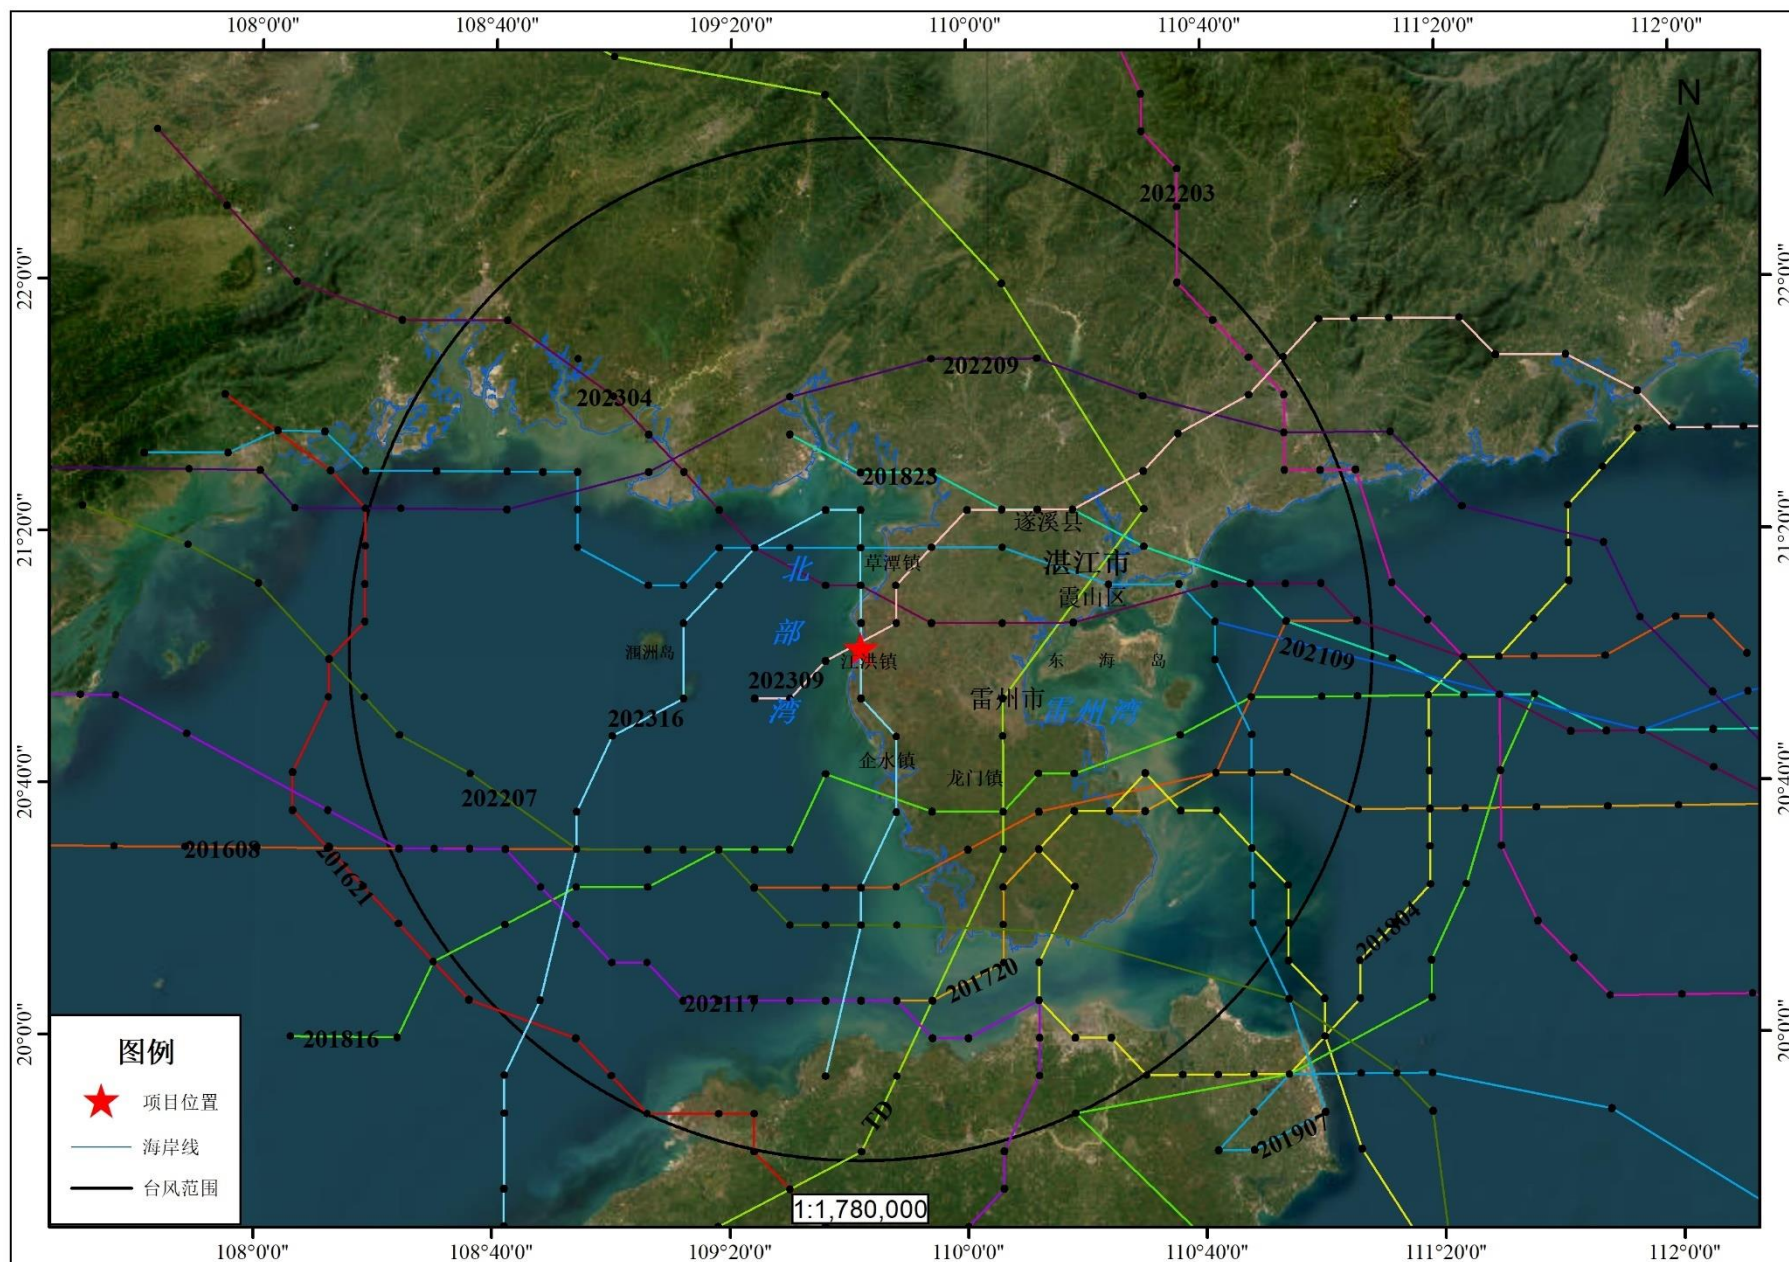 108°0'0" 108°40'0" 109°20'0" 110°0'0" 110°40'0" 111°20'0" 112°0'0"
N
202203
22°0'0" 22°0'0"
202209
202304
201823
21°20'0" 遂溪县 21°20'0"
北 草潭镇 湛江市
霞山区
部
涠洲岛 江洪镇 东 海 岛 202109
202309
湾 雷州市 雷州湾
202316
企水镇 龙门镇
20°40'0" 20°40'0"
202207
201608 201621
201804
201720
202117
20°0'0" 201816 20°0'0"
图例
项目位置
TD 201907
海岸线
台风范围
1:1,780,000
108°0'0" 108°40'0" 109°20'0" 110°0'0" 110°40'0" 111°20'0" 112°0'0"